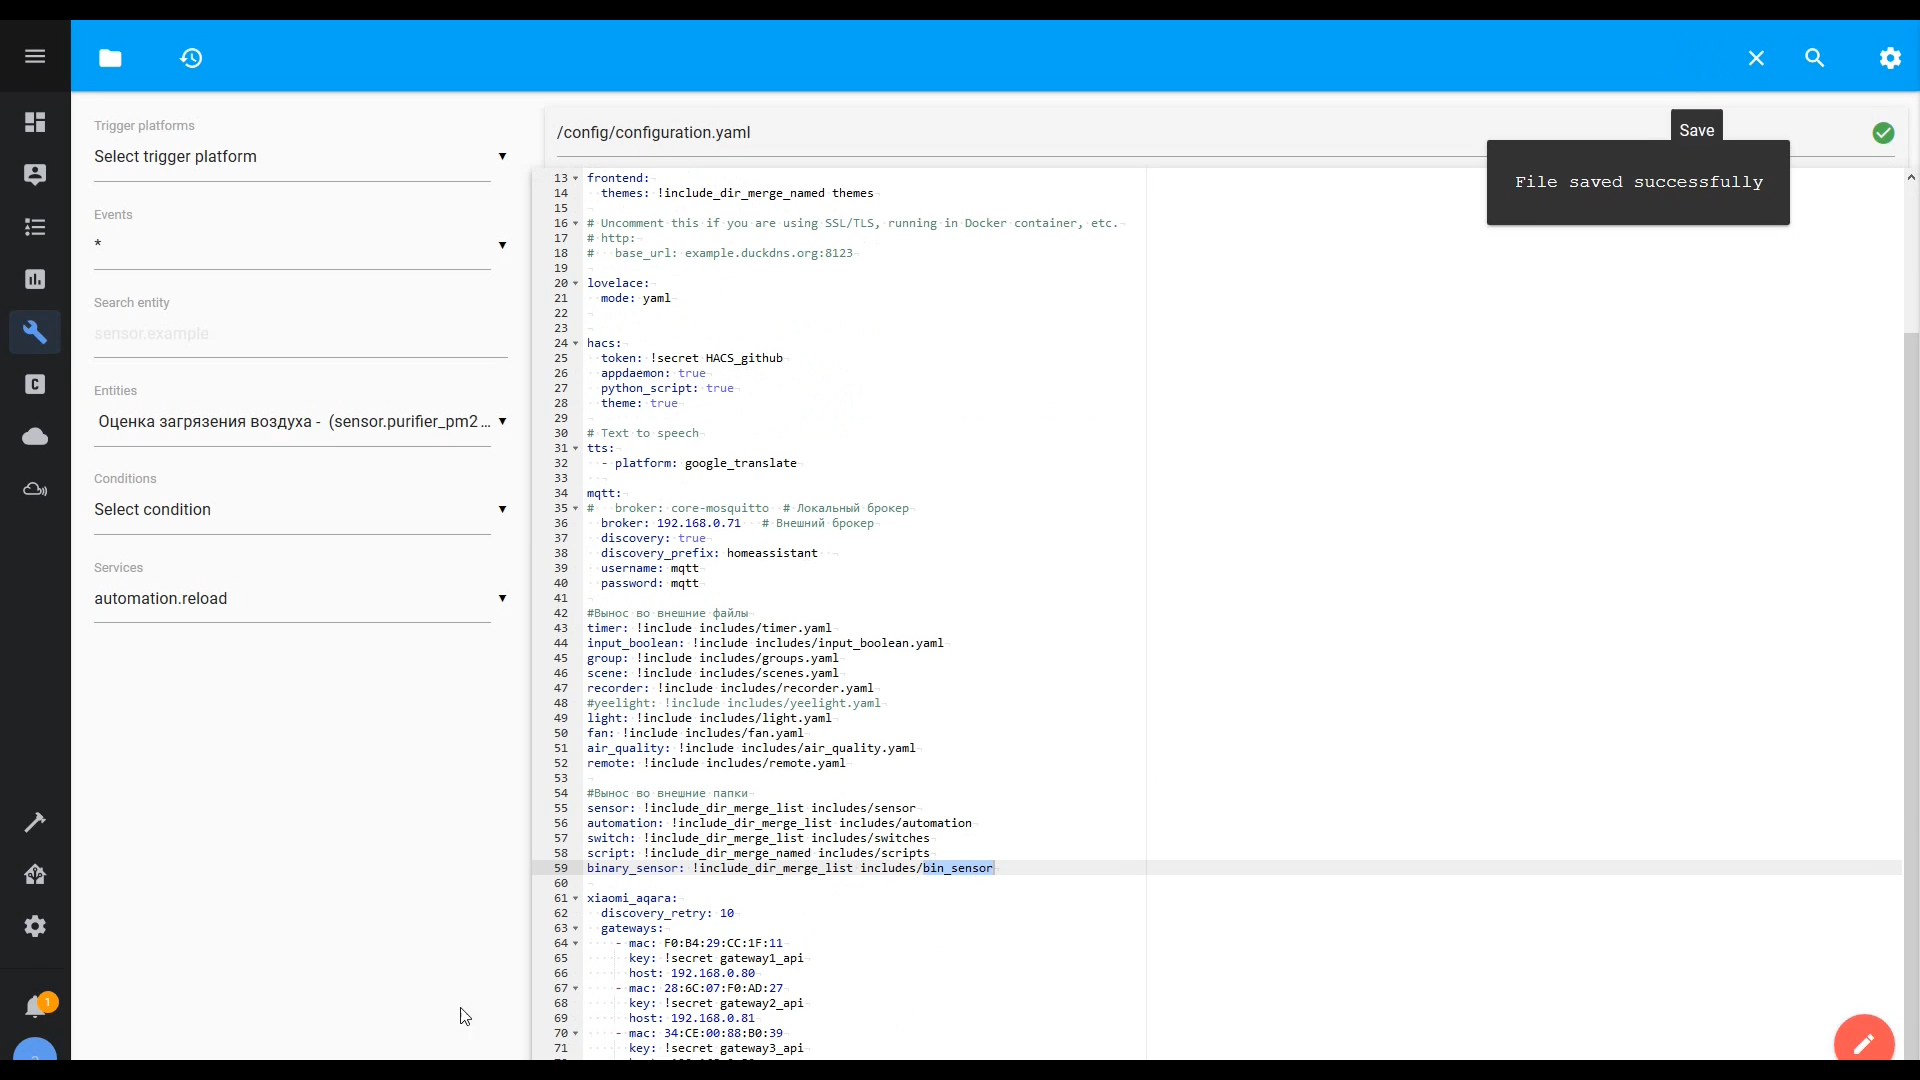 Trigger platforms
Select trigger platform
Events
*
Search entity
sensor.example
Entities
Оценка загрязения воздуха - (sensor.purifier_pm2...
Conditions
Select condition
Services
automation.reload
1
/config/configuration.yaml
Save
File saved successfully
13 frontend:
14 themes: !include_dir_merge_named themes
15
16 # Uncomment this if you are using SSL/TLS, running in Docker container, etc.
17 # http:
18 # base_url: example.duckdns.org:8123
19
20 lovelace:
21 mode: yaml
22
23
24 hacs:
25 token: !secret HACS_github
26 appdaemon: true
27 python_script: true
28 theme: true
29
30 # Text to speech
31 tts:
32 - platform: google_translate
33
34 mqtt:
35 # broker: core-mosquitto # Локальный брокер
36 broker: 192.168.0.71 # Внешний брокер
37 discovery: true
38 discovery_prefix: homeassistant
39 username: mqtt
40 password: mqtt
41
42 #Вынос во внешние файлы
43 timer: !include includes/timer.yaml
44 input_boolean: !include includes/input_boolean.yaml
45 group: !include includes/groups.yaml
46 scene: !include includes/scenes.yaml
47 recorder: !include includes/recorder.yaml
48 #yeelight: !include includes/yeelight.yaml
49 light: !include includes/light.yaml
50 fan: !include includes/fan.yaml
51 air_quality: !include includes/air_quality.yaml
52 remote: !include includes/remote.yaml
53
54 #Вынос во внешние папки
55 sensor: !include_dir_merge_list includes/sensor
56 automation: !include_dir_merge_list includes/automation
57 switch: !include_dir_merge_list includes/switches
58 script: !include_dir_merge_named includes/scripts
59 binary_sensor: !include_dir_merge_list includes/bin_sensor
60
61 xiaomi_aqara:
62 discovery_retry: 10
63 gateways:
64 - mac: F0:B4:29:CC:1F:11
65 key: !secret gateway1_api
66 host: 192.168.0.80
67 - mac: 28:6C:07:F0:AD:27
68 key: !secret gateway2_api
69 host: 192.168.0.81
70 - mac: 34:CE:00:88:B0:39
71 key: !secret gateway3_api